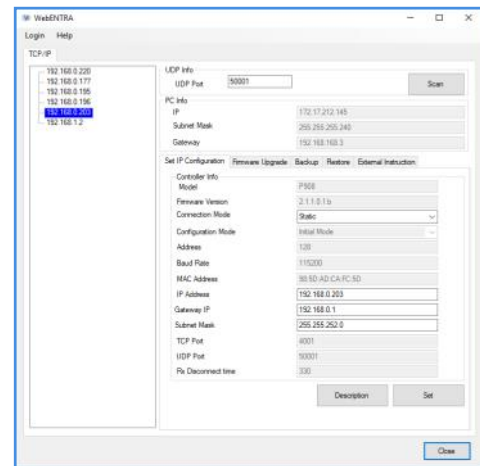 WebENTRA
Login Help
TCP/IP
192.168.0.220
192.168.0.177
192.168.0.195
192.168.0.196
192.168.0.203
192.168.1.2
UDP Info
UDP Port 50001 Scan
PC Info
IP 172.17.212.145
Subnet Mask 255.255.255.240
Gateway 192.168.168.3
Set IP Configuration Firmware Upgrade Backup Restore External Instruction
Controller Info
Model
Firmware Version 2.1.1.0.1b
Connection Mode Static
Configuration Mode Initial Mode
Address 120
Baud Rate 115200
MAC Address
IP Address 192.168.0.203
Gateway IP 192.168.0.1
Subnet Mask 255.255.252.0
TCP Port 4001
UDP Port 50001
Rx Disconnect time 330
Description Set
Close